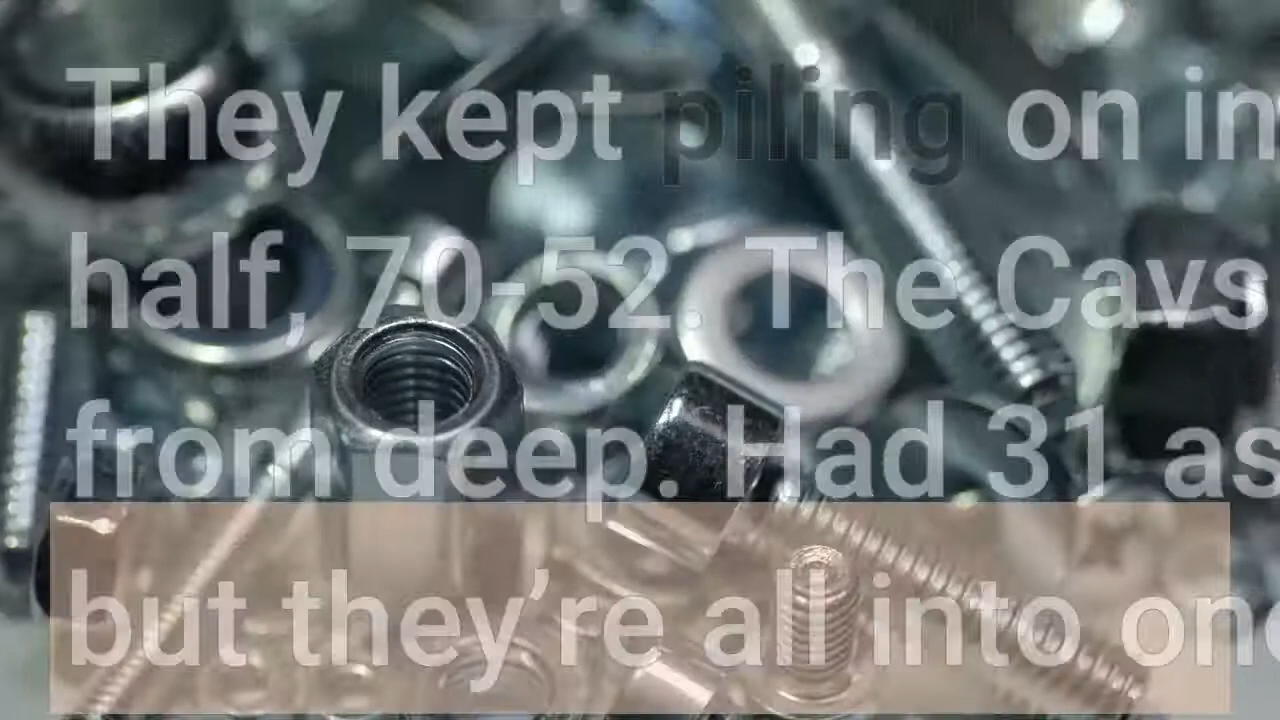 They kept piling on in
half, 70-52. The Cavs
from deep. Had 31 as
but they're all into one